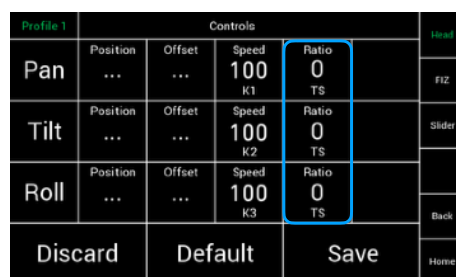 Profile 1 Controls Head
Position Offset Speed Ratio
Pan ... ... 100 0
K1 TS
FIZ
Position Offset Speed Ratio
Tilt ... ... 100 0
K2 TS
Slider
Position Offset Speed Ratio
Roll ... ... 100 0
K3 TS
Back
Discard Default Save
Home